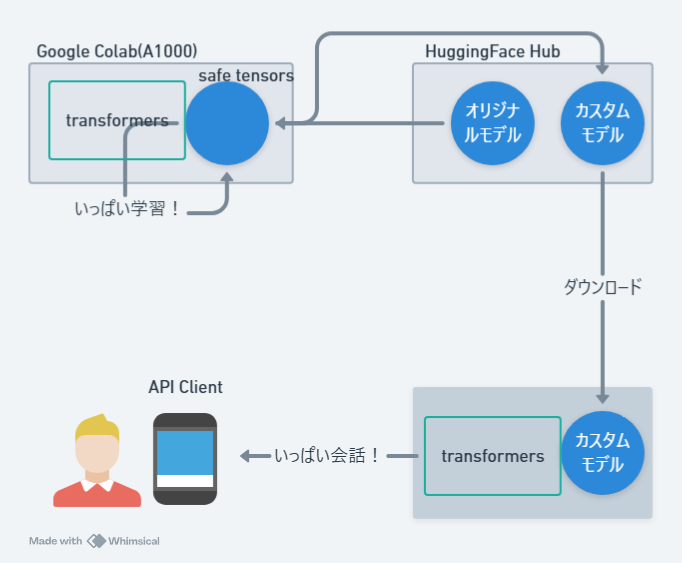 Google Colab(A1000)
safe tensors
transformers
いっぱい学習！
HuggingFace Hub
オリジナ
ルモデル
カスタム
モデル
ダウンロード
API Client
いっぱい会話！
transformers
カスタム
モデル
Made with Whimsical